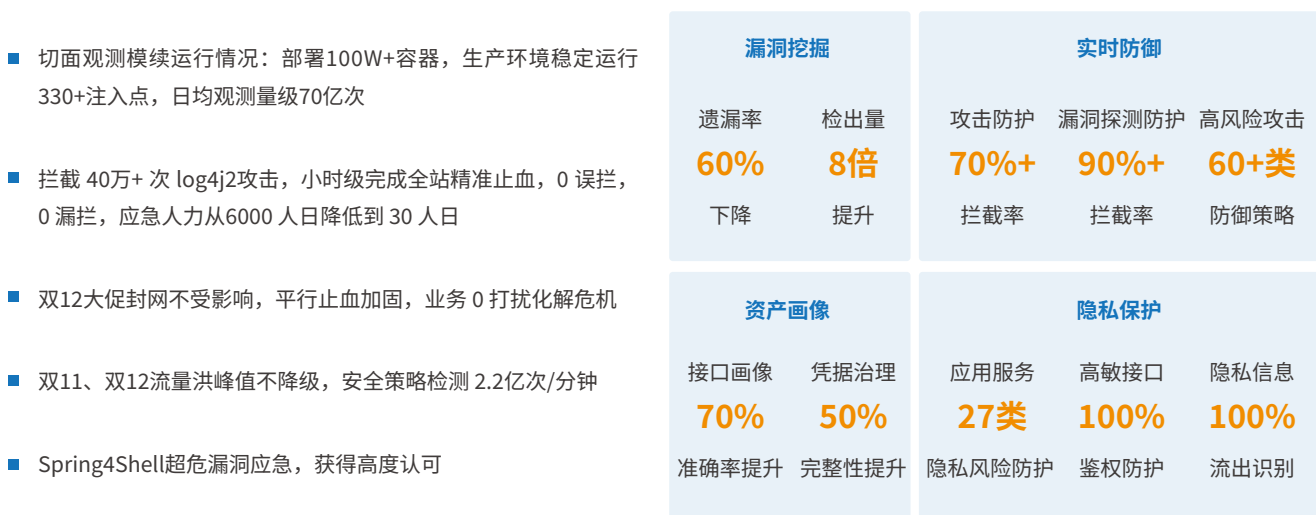 切面观测模续运行情况：部署100W+容器，生产环境稳定运行
330+注入点，日均观测量级70亿次
拦截 40万+ 次 log4j2攻击，小时级完成全站精准止血，0 误拦，
0 漏拦，应急人力从6000 人日降低到 30 人日
双12大促封网不受影响，平行止血加固，业务 0 打扰化解危机
双11、双12流量洪峰值不降级，安全策略检测 2.2亿次/分钟
Spring4Shell超危漏洞应急，获得高度认可
漏洞挖掘
遗漏率 检出量
60% 8倍
下降 提升
实时防御
攻击防护 漏洞探测防护 高风险攻击
70%+ 90%+ 60+类
拦截率 拦截率 防御策略
资产画像
接口画像 凭据治理
70% 50%
准确率提升 完整性提升
隐私保护
应用服务 高敏接口 隐私信息
27类 100% 100%
隐私风险防护 鉴权防护 流出识别